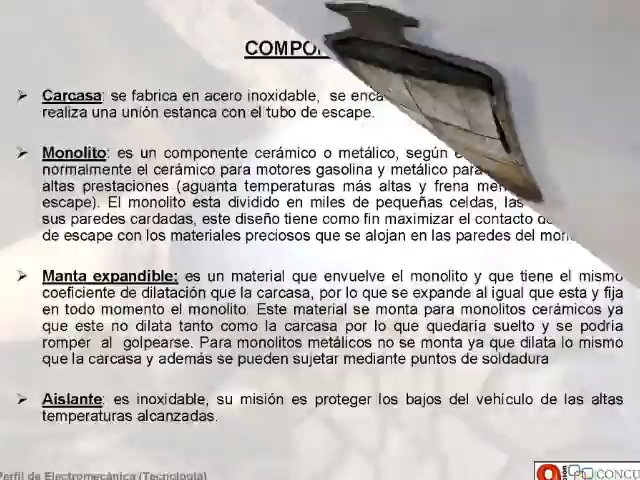 COMPO
Carcasa: se fabrica en acero inoxidable, se enca
realiza una unión estanca con el tubo de escape.
Monolito: es un componente cerámico o metálico, según
normalmente el cerámico para motores gasolina y metálico para
altas prestaciones (aguanta temperaturas más altas y frena
escape). El monolito esta dividido en miles de pequeñas celdas, las
sus paredes cardadas, este diseño tiene como fin maximizar el contacto
de escape con los materiales preciosos que se alojan en las paredes del
Manta expandible: es un material que envuelve el monolito y que tiene el mismo
coeficiente de dilatación que la carcasa, por lo que se expande al igual que esta y fija
en todo momento el monolito. Este material se monta para monolitos cerámicos ya
que este no dilata tanto como la carcasa por lo que quedaría suelto y se podría
romper al golpearse. Para monolitos metálicos no se monta ya que dilata lo mismo
que la carcasa y además se pueden sujetar mediante puntos de soldadura
Aislante: es inoxidable, su misión es proteger los bajos del vehículo de las altas
temperaturas alcanzadas.
Perfil de Electromecánica (Tecnología)
CONCU